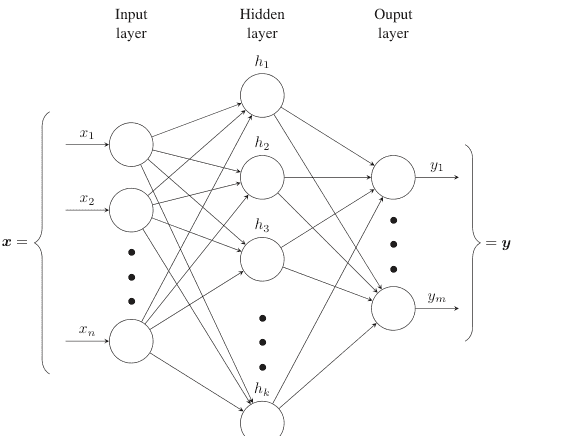 Input
layer
Hidden
layer
Ouput
layer
h₁
x₁
h₂
y₁
x₂
h₃
x =
= y
yₘ
xₙ
hₖ